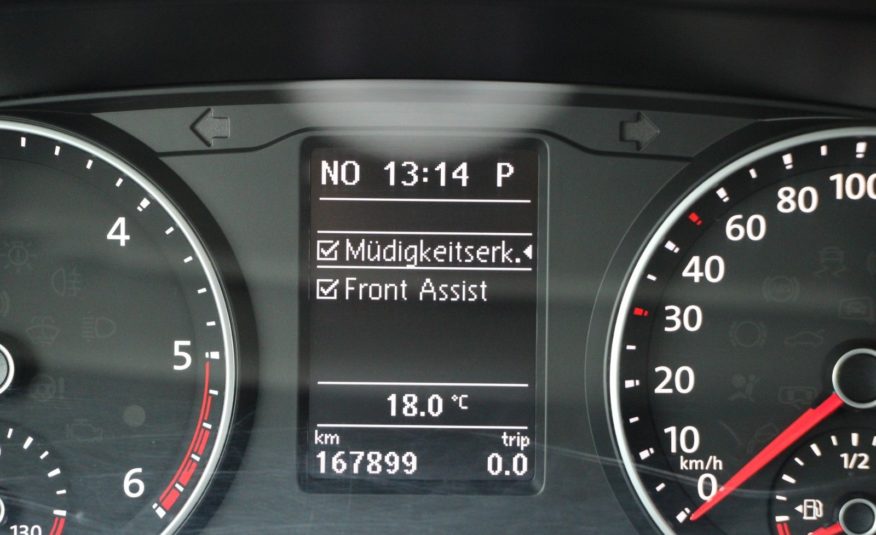 NO 13:14 P
Müdigkeitserk.
Front Assist
18.0 °C
km trip
167899 0.0
4
5
6
130
100
80
60
40
30
20
10
km/h
0
1/2